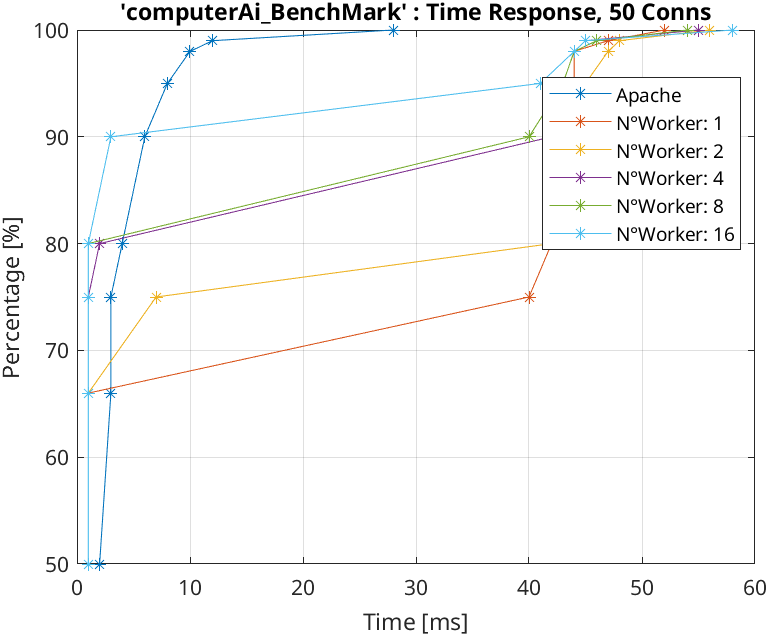 'computerAi_BenchMark' : Time Response, 50 Conns
100
90
80
70
60
50
Percentage [%]
Apache
N°Worker: 1
N°Worker: 2
N°Worker: 4
N°Worker: 8
N°Worker: 16
0 10 20 30 40 50 60
Time [ms]